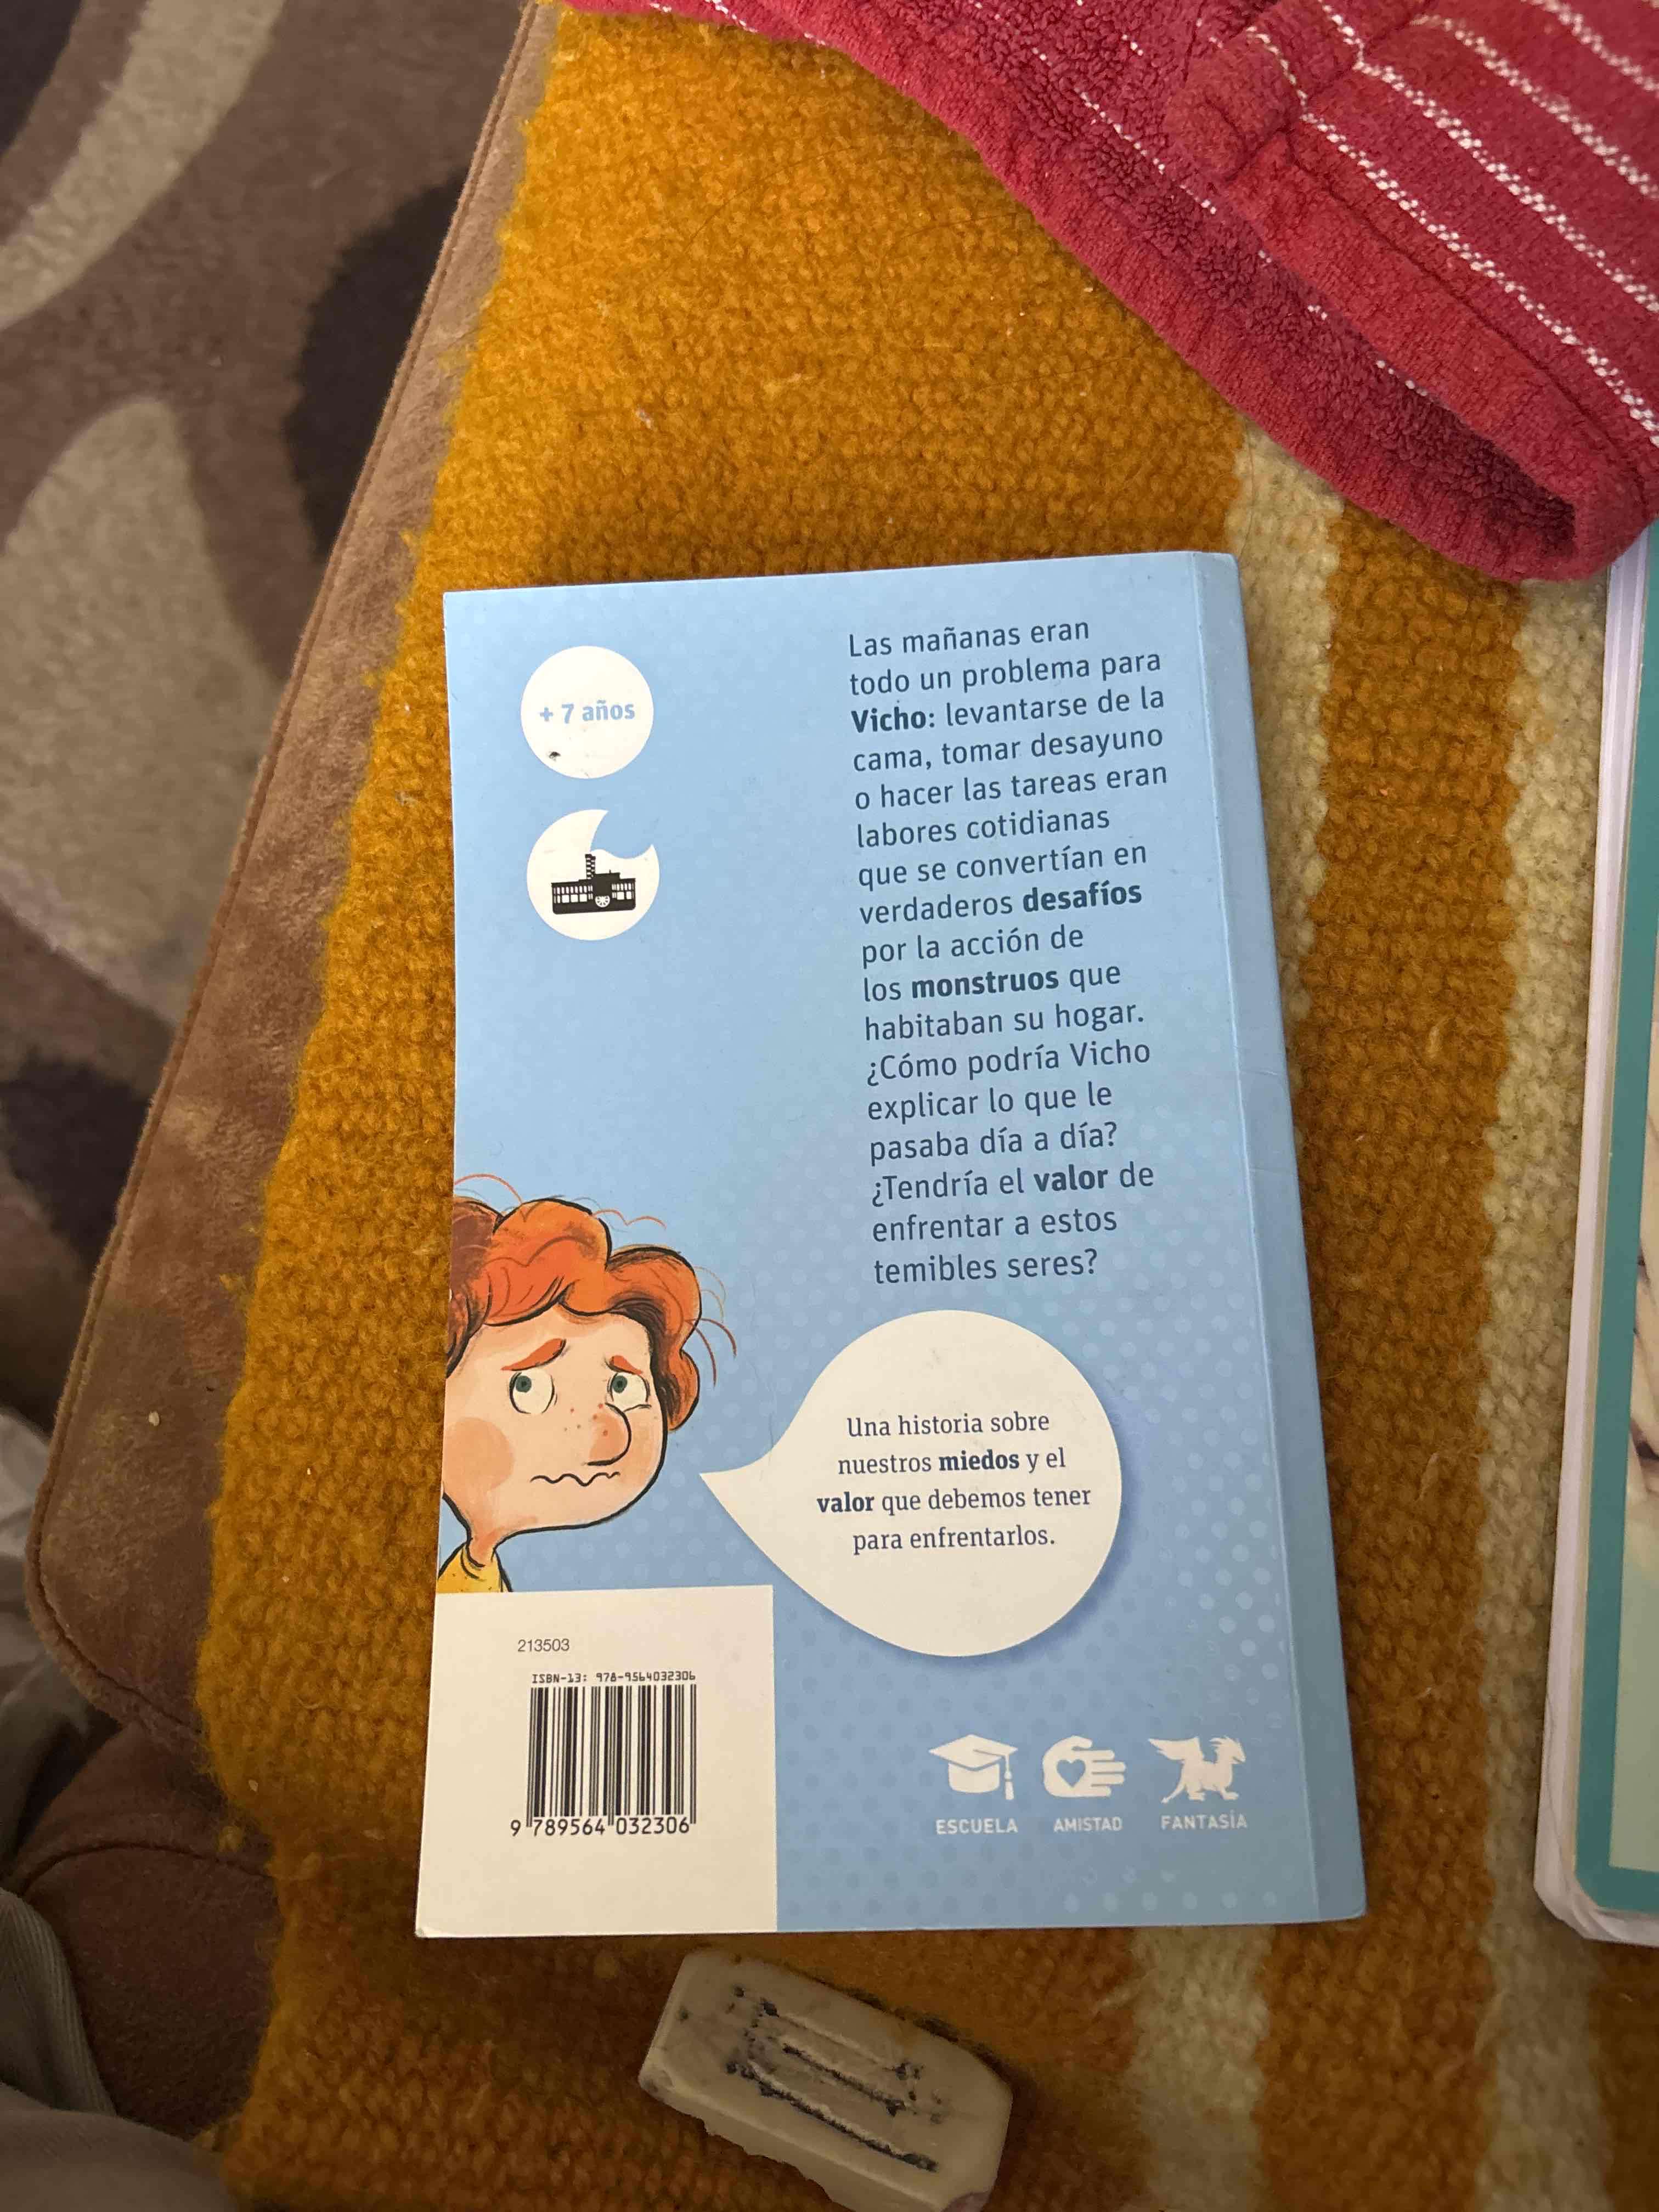 + 7 años
Las mañanas eran
todo un problema para
Vicho: levantarse de la
cama, tomar desayuno
o hacer las tareas eran
labores cotidianas
que se convertían en
verdaderos desafíos
por la acción de
los monstruos que
habitaban su hogar.
¿Cómo podría Vicho
explicar lo que le
pasaba día a día?
¿Tendría el valor de
enfrentar a estos
temibles seres?
Una historia sobre
nuestros miedos y el
valor que debemos tener
para enfrentarlos.
213503
ISBN-13: 978-9564032306
9 789564 032306
ESCUELA AMISTAD FANTASÍA